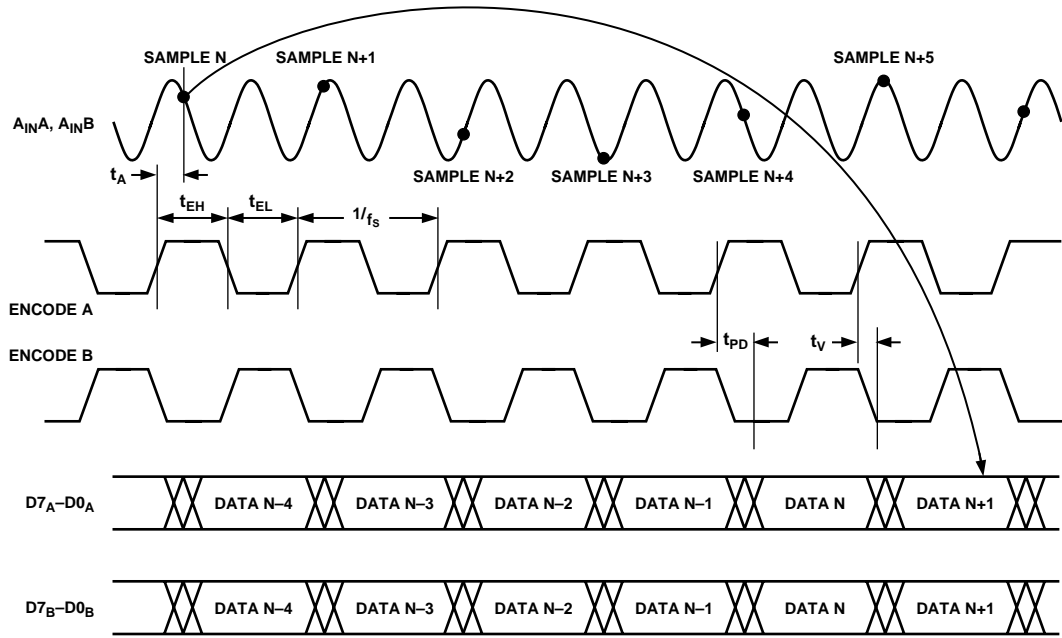 SAMPLE N
SAMPLE N+1
SAMPLE N+5
AINA, AINB
SAMPLE N+2
SAMPLE N+3
SAMPLE N+4
tA
tEH
tEL
1/fS
ENCODE A
tPD
tV
ENCODE B
D7A–D0A
DATA N–4
DATA N–3
DATA N–2
DATA N–1
DATA N
DATA N+1
D7B–D0B
DATA N–4
DATA N–3
DATA N–2
DATA N–1
DATA N
DATA N+1